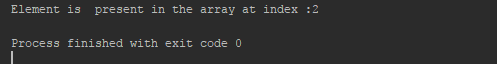 Element is  present in the array at index :2
Process finished with exit code 0